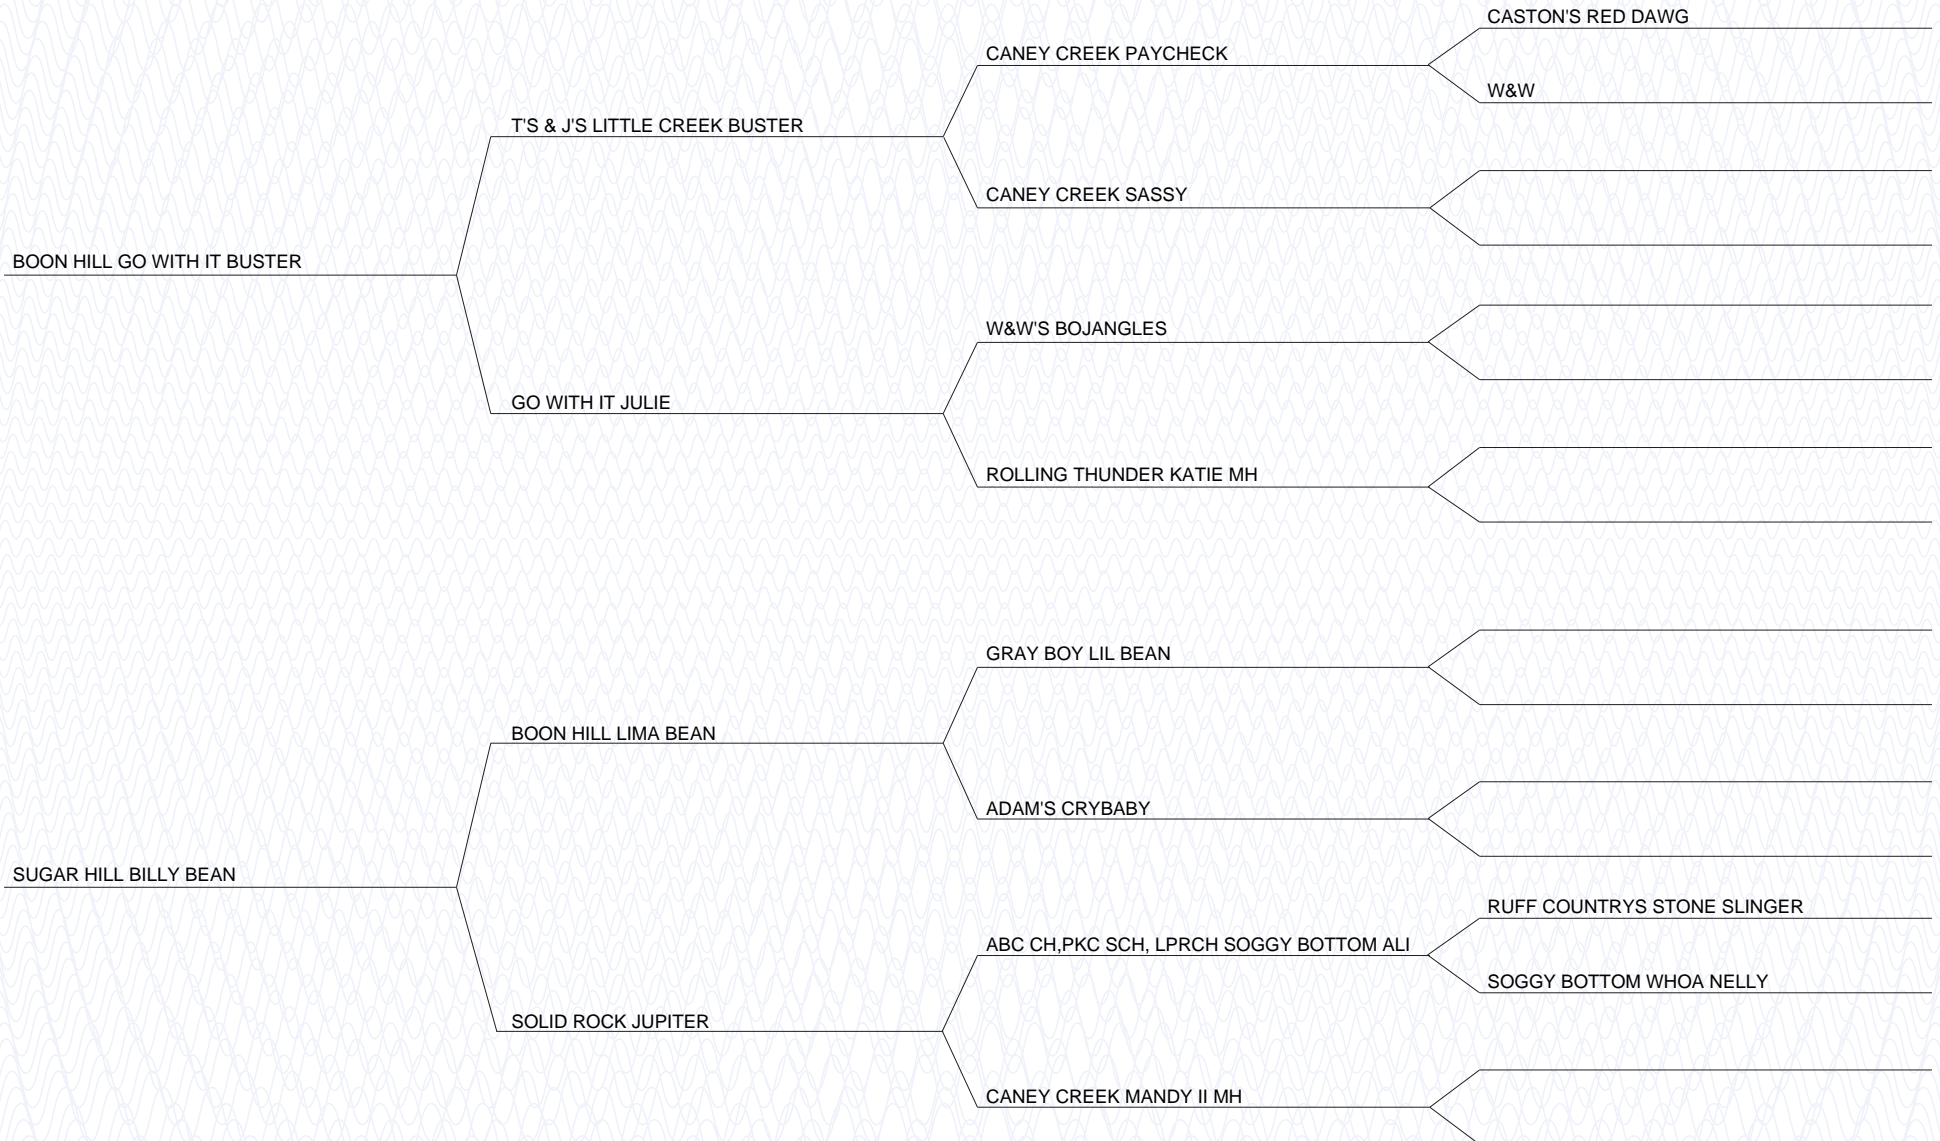 CASTON'S RED DAWG
CANEY CREEK PAYCHECK
W&W
T'S & J'S LITTLE CREEK BUSTER
CANEY CREEK SASSY
BOON HILL GO WITH IT BUSTER
W&W'S BOJANGLES
GO WITH IT JULIE
ROLLING THUNDER KATIE MH
GRAY BOY LIL BEAN
BOON HILL LIMA BEAN
ADAM'S CRYBABY
SUGAR HILL BILLY BEAN
RUFF COUNTRYS STONE SLINGER
ABC CH,PKC SCH, LPRCH SOGGY BOTTOM ALI
SOGGY BOTTOM WHOA NELLY
SOLID ROCK JUPITER
CANEY CREEK MANDY II MH